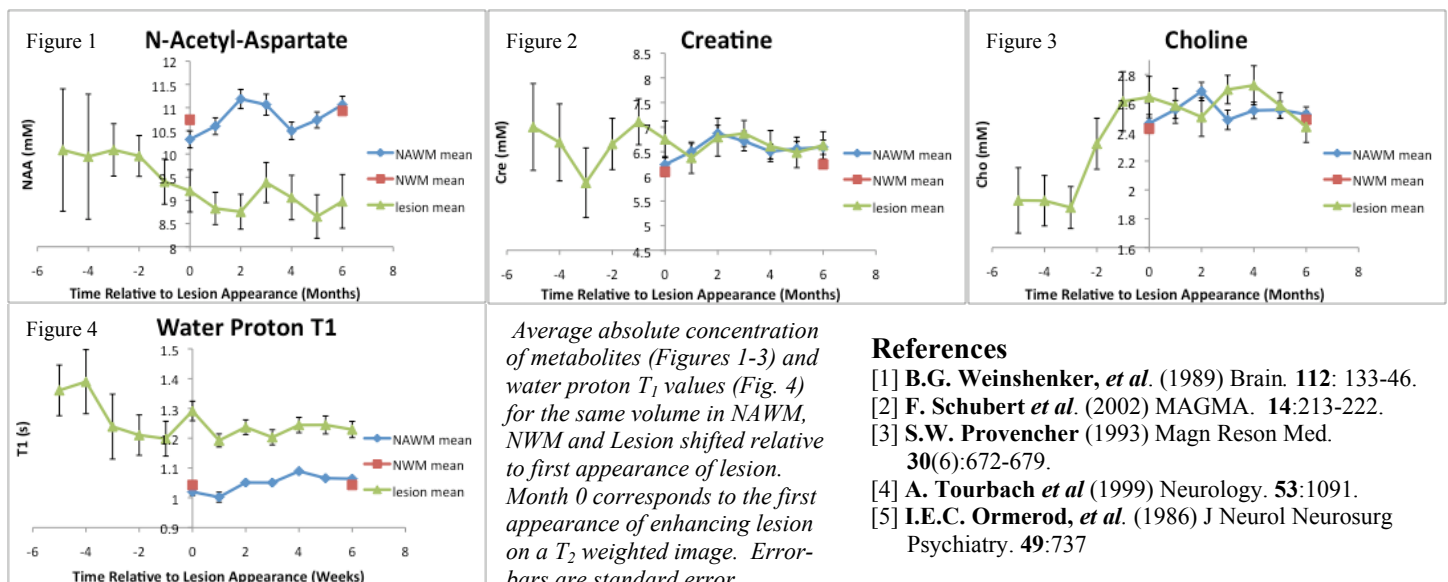 Figure 1
N-Acetyl-Aspartate
NAA (mM)
12
11.5
11
10.5
10
9.5
9
8.5
8
-6
-4
-2
0
2
4
6
8
Time Relative to Lesion Appearance (Months)
NAWM mean
NWM mean
lesion mean
Figure 2
Creatine
Cre (mM)
8.5
8
7.5
7
6.5
6
5.5
5
4.5
-6
-4
-2
0
2
4
6
8
Time Relative to Lesion Appearance (Months)
NAWM mean
NWM mean
lesion mean
Figure 3
Choline
Cho (mM)
2.8
2.6
2.4
2.2
2
1.8
1.6
-6
-4
-2
0
2
4
6
8
Time Relative to Lesion Appearance (Months)
NAWM mean
NWM mean
lesion mean
Figure 4
Water Proton T1
T1 (s)
1.5
1.4
1.3
1.2
1.1
1
0.9
-6
-4
-2
0
2
4
6
8
Time Relative to Lesion Appearance (Weeks)
NAWM mean
NWM mean
lesion mean
Average absolute concentration
of metabolites (Figures 1-3) and
water proton T1 values (Fig. 4)
for the same volume in NAWM,
NWM and Lesion shifted relative
to first appearance of lesion.
Month 0 corresponds to the first
appearance of enhancing lesion
on a T2 weighted image. Error-
bars are standard error
References
[1] B.G. Weinshenker, et al. (1989) Brain. 112: 133-46.
[2] F. Schubert et al. (2002) MAGMA. 14:213-222.
[3] S.W. Provencher (1993) Magn Reson Med.
30(6):672-679.
[4] A. Tourbach et al (1999) Neurology. 53:1091.
[5] I.E.C. Ormerod, et al. (1986) J Neurol Neurosurg
Psychiatry. 49:737